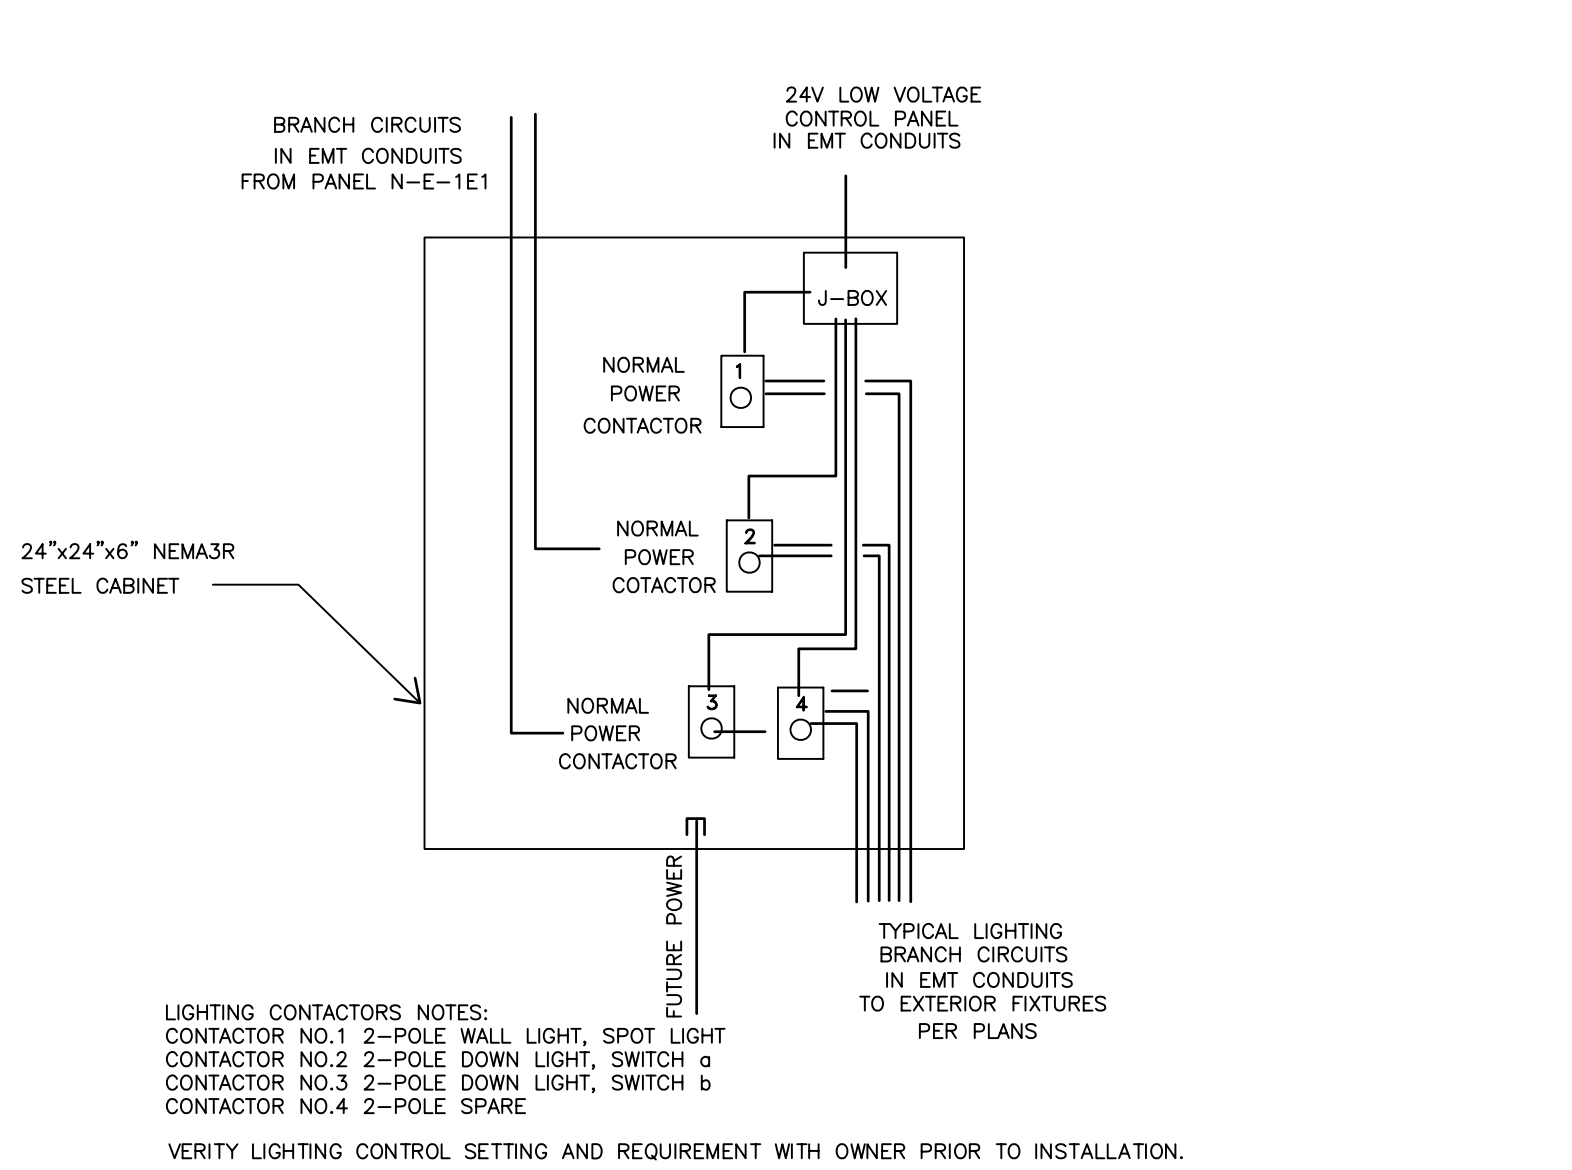 24V LOW VOLTAGE
CONTROL PANEL
IN EMT CONDUITS
BRANCH CIRCUITS
IN EMT CONDUITS
FROM PANEL N-E-1E1
J-BOX
NORMAL
POWER
CONTACTOR
1
NORMAL
POWER
COTACTOR
2
24"x24"x6" NEMA3R
STEEL CABINET
NORMAL
POWER
CONTACTOR
3
4
FUTURE POWER
TYPICAL LIGHTING
BRANCH CIRCUITS
IN EMT CONDUITS
TO EXTERIOR FIXTURES
PER PLANS
LIGHTING CONTACTORS NOTES:
CONTACTOR NO.1 2-POLE WALL LIGHT, SPOT LIGHT
CONTACTOR NO.2 2-POLE DOWN LIGHT, SWITCH a
CONTACTOR NO.3 2-POLE DOWN LIGHT, SWITCH b
CONTACTOR NO.4 2-POLE SPARE
VERITY LIGHTING CONTROL SETTING AND REQUIREMENT WITH OWNER PRIOR TO INSTALLATION.